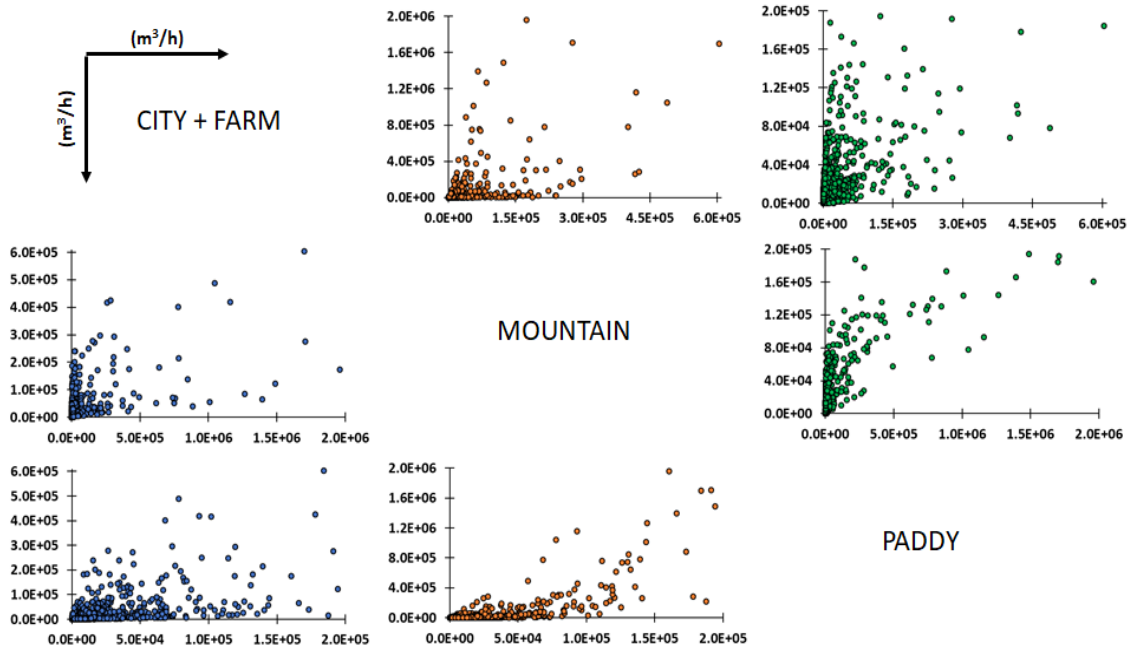 (m³/h)
(m³/h)
CITY + FARM
2.0E+06
1.6E+06
1.2E+06
8.0E+05
4.0E+05
0.0E+00
0.0E+00 1.5E+05 3.0E+05 4.5E+05 6.0E+05
2.0E+05
1.6E+05
1.2E+05
8.0E+04
4.0E+04
0.0E+00
0.0E+00 1.5E+05 3.0E+05 4.5E+05 6.0E+05
6.0E+05
5.0E+05
4.0E+05
3.0E+05
2.0E+05
1.0E+05
0.0E+00
0.0E+00 5.0E+05 1.0E+06 1.5E+06 2.0E+06
MOUNTAIN
2.0E+05
1.6E+05
1.2E+05
8.0E+04
4.0E+04
0.0E+00
0.0E+00 5.0E+05 1.0E+06 1.5E+06 2.0E+06
6.0E+05
5.0E+05
4.0E+05
3.0E+05
2.0E+05
1.0E+05
0.0E+00
0.0E+00 5.0E+04 1.0E+05 1.5E+05 2.0E+05
2.0E+06
1.6E+06
1.2E+06
8.0E+05
4.0E+05
0.0E+00
0.0E+00 5.0E+04 1.0E+05 1.5E+05 2.0E+05
PADDY